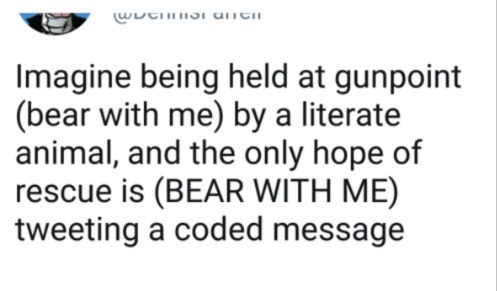 Imagine being held at gunpoint
(bear with me) by a literate
animal, and the only hope of
rescue is (BEAR WITH ME)
tweeting a coded message